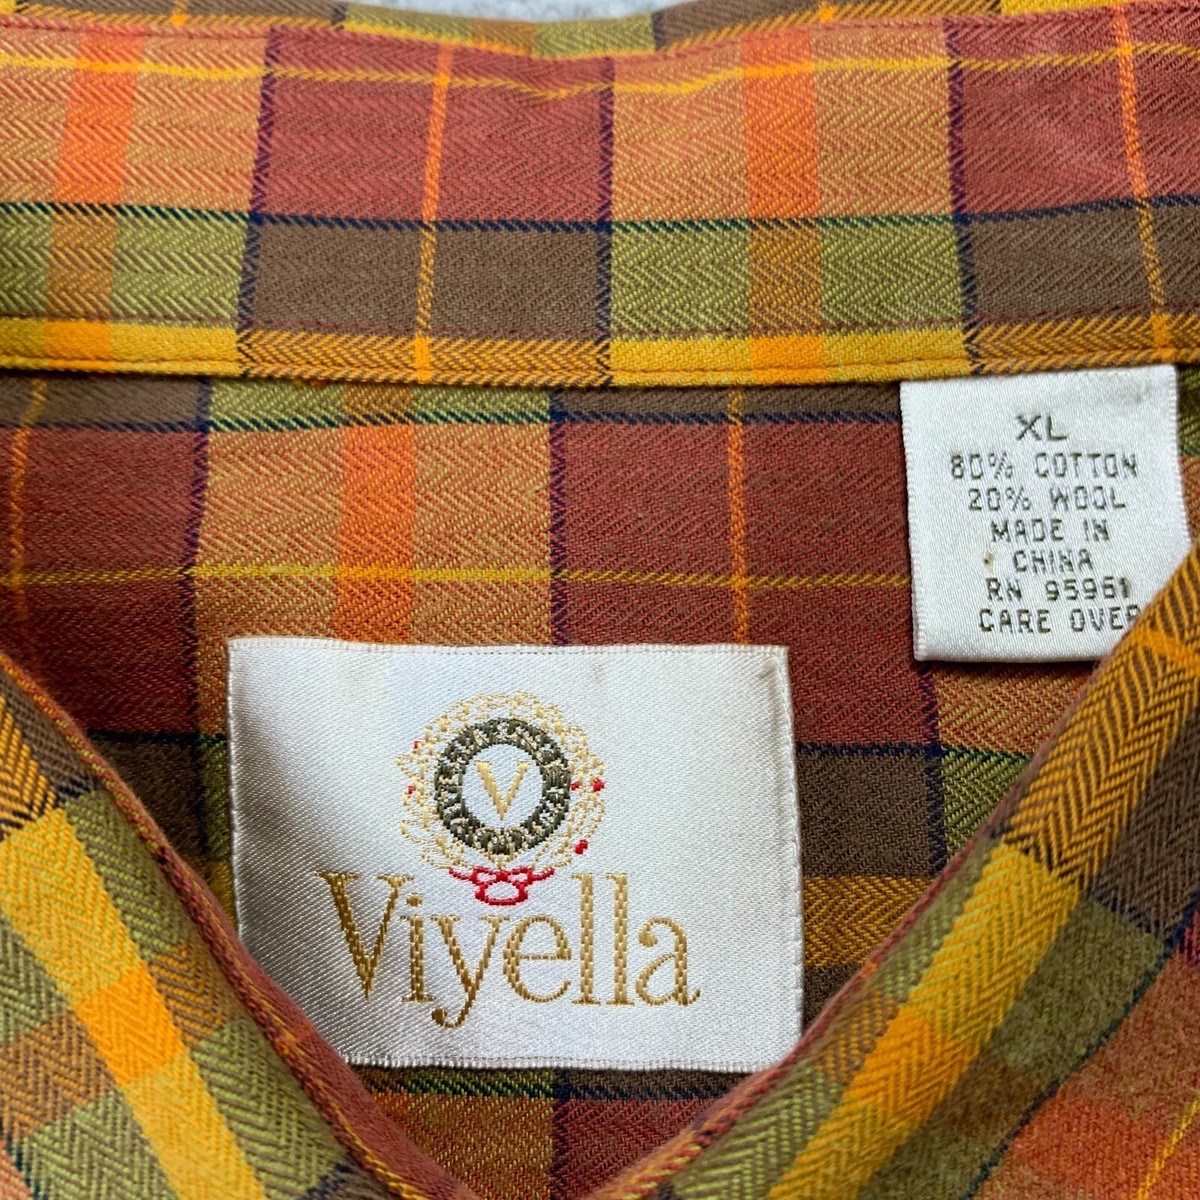 XL
80% COTTON
20% WOOL
MADE IN
CHINA
RN 95961
CARE OVER
V
Viyella